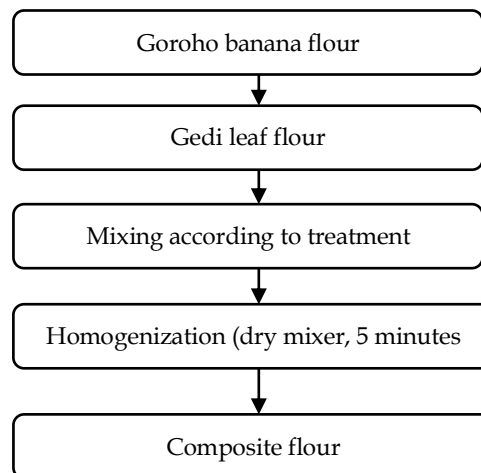 Goroho banana flour
Gedi leaf flour
Mixing according to treatment
Homogenization (dry mixer, 5 minutes
Composite flour